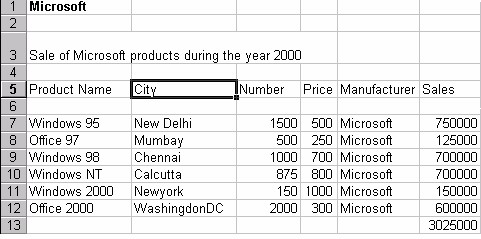 1 Microsoft
2
3 Sale of Microsoft products during the year 2000
4
5 Product Name City Number Price Manufacturer Sales
6
7 Windows 95 New Delhi 1500 500 Microsoft 750000
8 Office 97 Mumbay 500 250 Microsoft 125000
9 Windows 98 Chennai 1000 700 Microsoft 700000
10 Windows NT Calcutta 875 800 Microsoft 700000
11 Windows 2000 Newyork 150 1000 Microsoft 150000
12 Office 2000 WashingdonDC 2000 300 Microsoft 600000
13 3025000